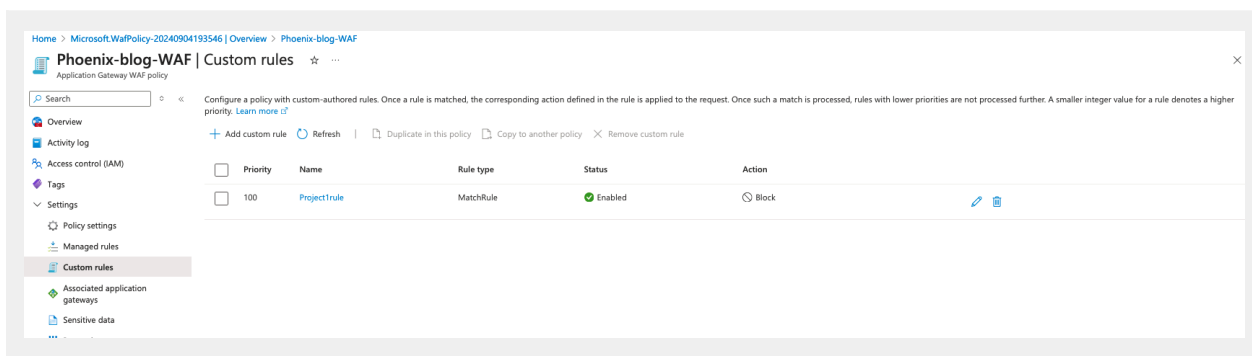 Home > Microsoft.WafPolicy-20240904193546 | Overview > Phoenix-blog-WAF
Phoenix-blog-WAF | Custom rules
Application Gateway WAF policy
Search
Overview
Activity log
Access control (IAM)
Tags
Settings
Policy settings
Managed rules
Custom rules
Associated application
gateways
Sensitive data
Configure a policy with custom-authored rules. Once a rule is matched, the corresponding action defined in the rule is applied to the request. Once such a match is processed, rules with lower priorities are not processed further. A smaller integer value for a rule denotes a higher
priority. Learn more
Add custom rule Refresh | Duplicate in this policy Copy to another policy Remove custom rule
Priority Name Rule type Status Action
100 Project1rule MatchRule Enabled Block